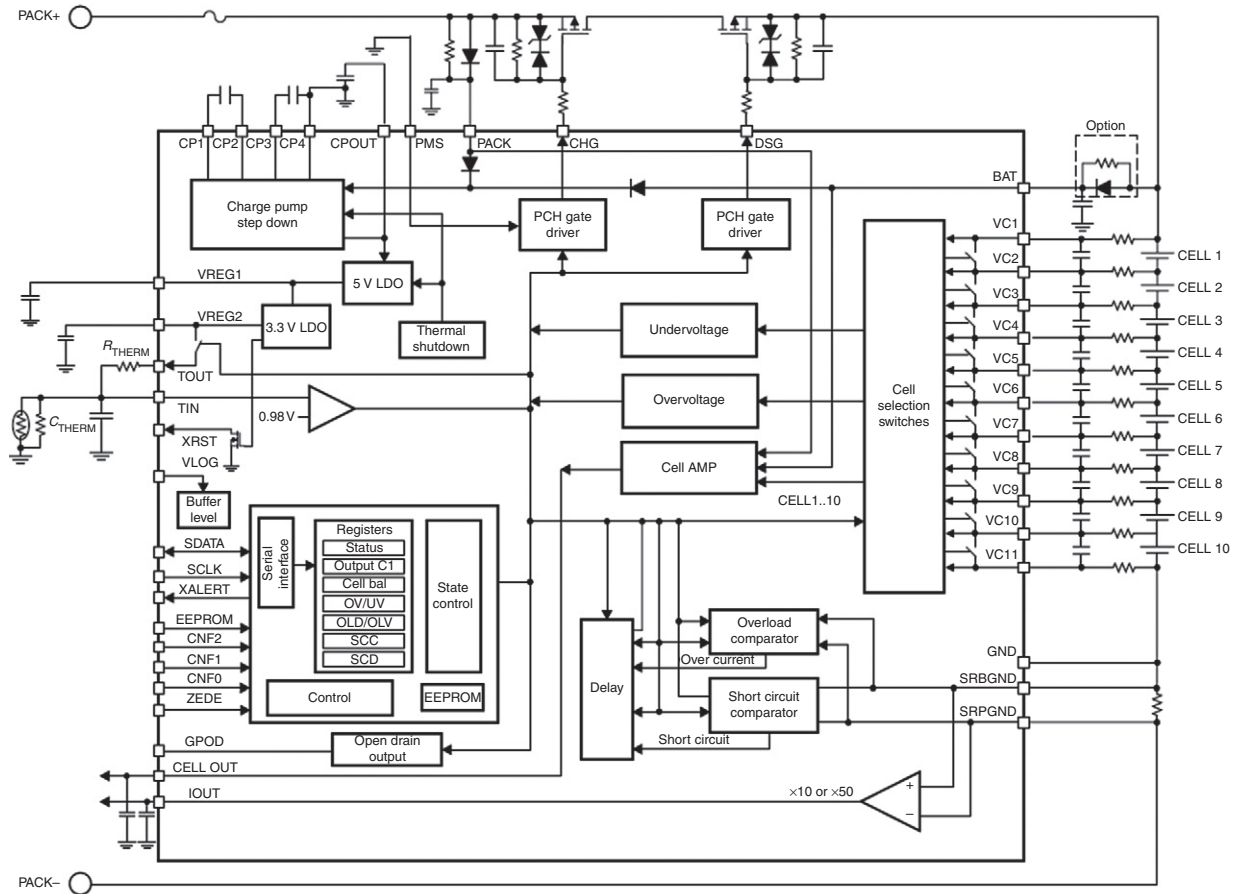 PACK+
Option
CP1
CP2
CP3
CP4
CPOUT
PMS
PACK
CHG
DSG
BAT
Charge pump
step down
PCH gate
driver
PCH gate
driver
VC1
VC2
VC3
VC4
VC5
VC6
VC7
VC8
VC9
VC10
VC11
CELL 1
CELL 2
CELL 3
CELL 4
CELL 5
CELL 6
CELL 7
CELL 8
CELL 9
CELL 10
VREG1
5 V LDO
VREG2
3.3 V LDO
Thermal
shutdown
Undervoltage
Overvoltage
Cell AMP
Cell
selection
switches
CELL1..10
RTHERM
TOUT
TIN
0.98 V
CTHERM
XRST
VLOG
Buffer
level
SDATA
SCLK
XALERT
EEPROM
CNF2
CNF1
CNF0
ZEDE
Serial
interface
Registers
Status
Output C1
Cell bal
OV/UV
OLD/OLV
SCC
SCD
State
control
Control
EEPROM
Delay
Overload
comparator
Over current
Short circuit
comparator
Short circuit
GND
SRBGND
SRPGND
GPOD
Open drain
output
CELL OUT
IOUT
×10 or ×50
+
−
PACK−